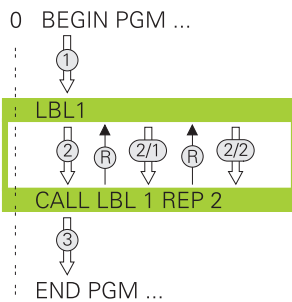 0 BEGIN PGM ...
1
LBL1
2 R 2/1 R 2/2
CALL LBL 1 REP 2
3
END PGM ...